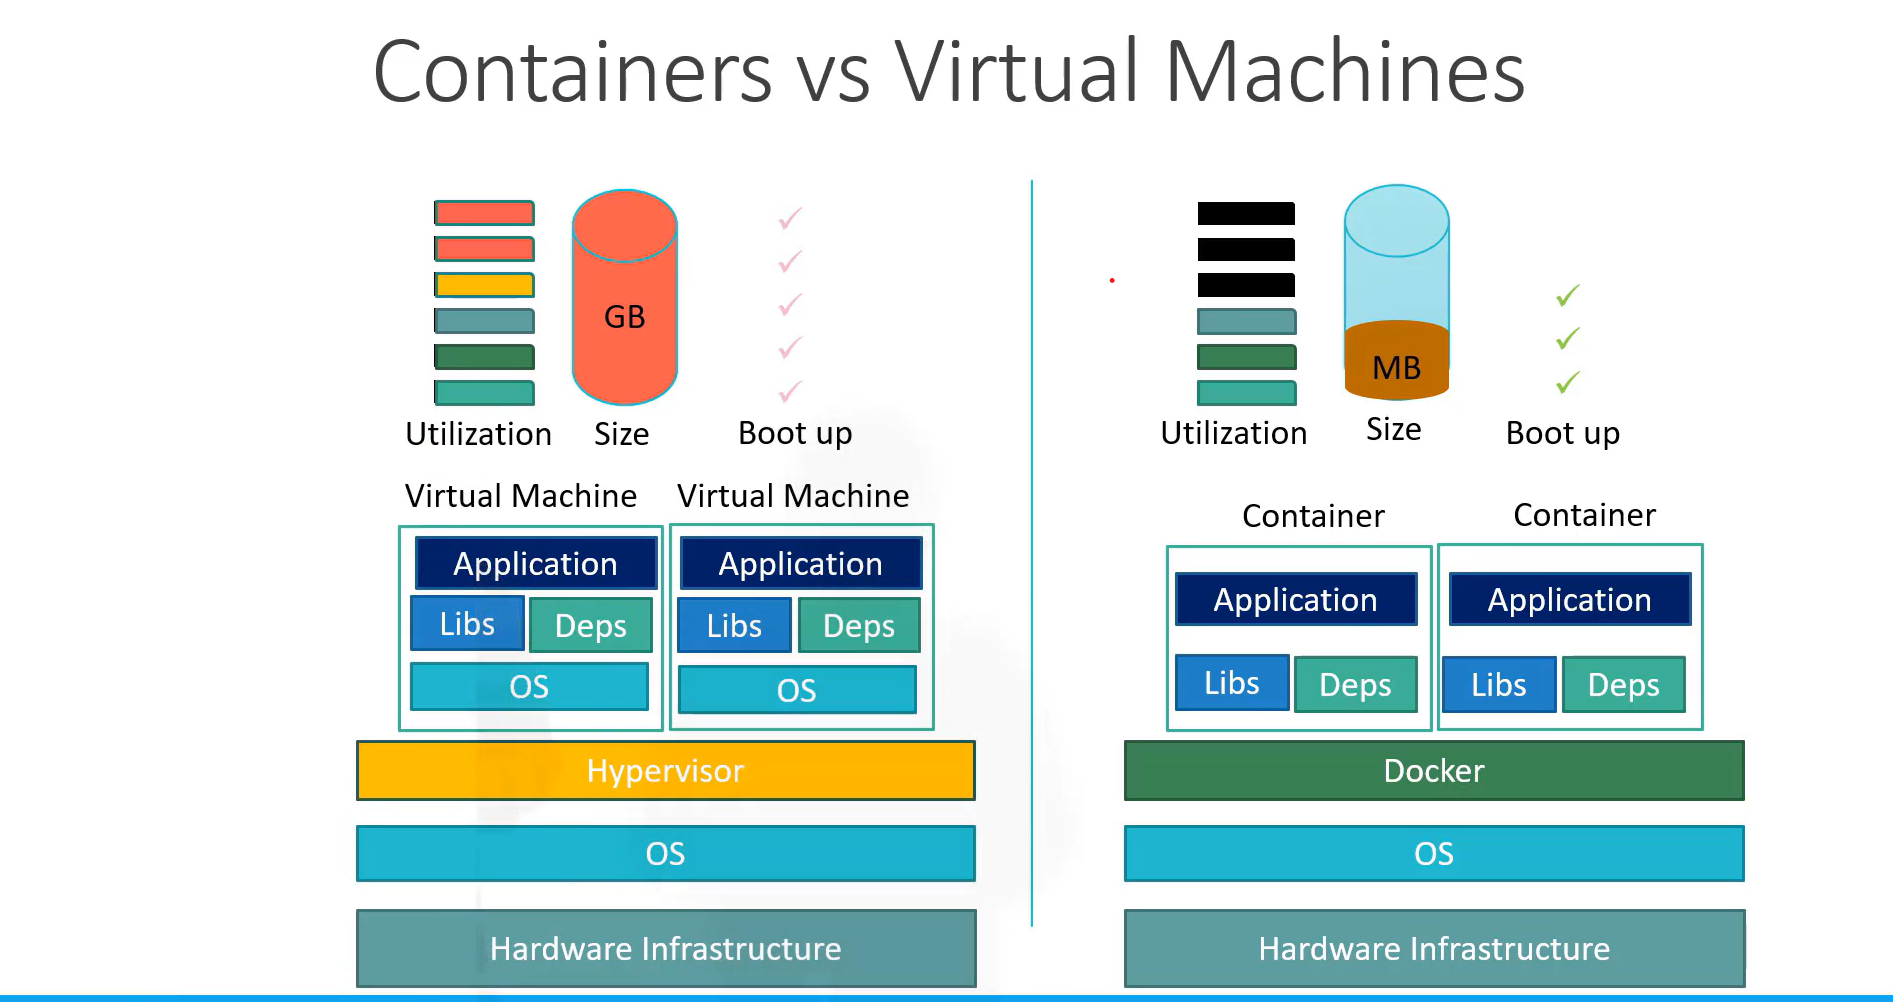 Containers vs Virtual Machines
GB
Utilization Size Boot up
Virtual Machine Virtual Machine
Application Application
Libs Deps Libs Deps
OS OS
Hypervisor
OS
Hardware Infrastructure
MB
Utilization Size Boot up
Container Container
Application Application
Libs Deps Libs Deps
Docker
OS
Hardware Infrastructure